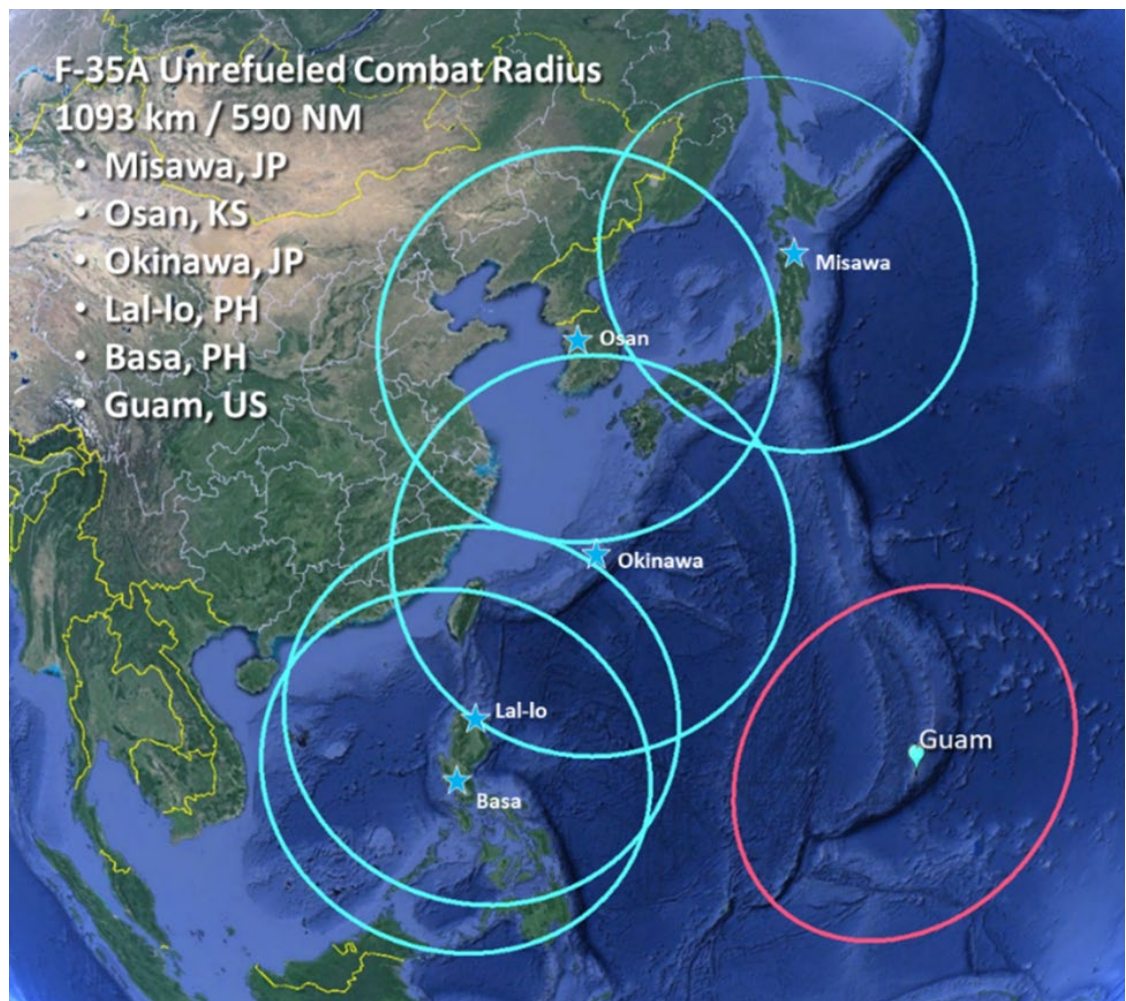 F-35A Unrefueled Combat Radius
1093 km / 590 NM
• Misawa, JP
• Osan, KS
• Okinawa, JP
• Lal-lo, PH
• Basa, PH
• Guam, US
Misawa
Osan
Okinawa
Lal-lo
Guam
Basa